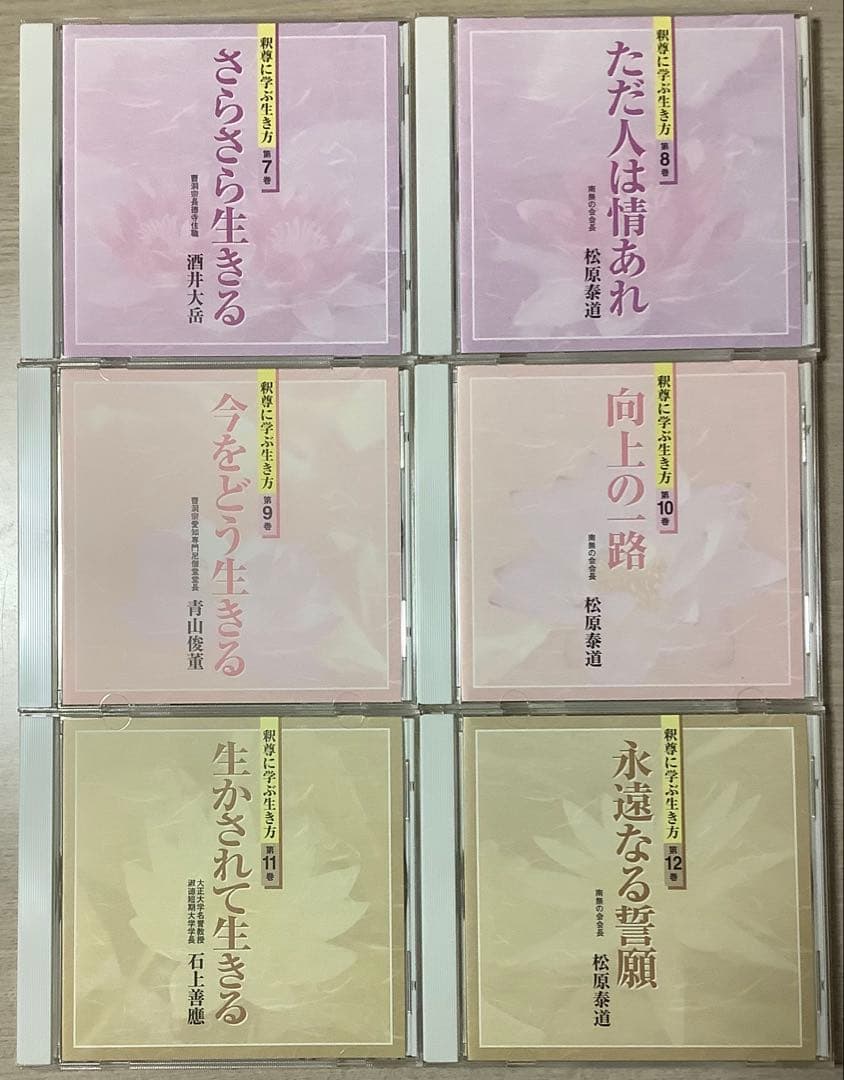 釈尊に学ぶ生き方
第7巻
さらさら生きる
曹洞宗長徳寺住職
酒井大岳
釈尊に学ぶ生き方
第8巻
ただ人は情あれ
南無の会会長
松原泰道
釈尊に学ぶ生き方
第9巻
今をどう生きる
曹洞宗愛知専門尼僧堂堂長
青山俊董
釈尊に学ぶ生き方
第10巻
向上の一路
南無の会会長
松原泰道
釈尊に学ぶ生き方
第11巻
生かされて生きる
大正大学名誉教授
淑徳短期大学学長
石上善應
釈尊に学ぶ生き方
第12巻
永遠なる誓願
南無の会会長
松原泰道